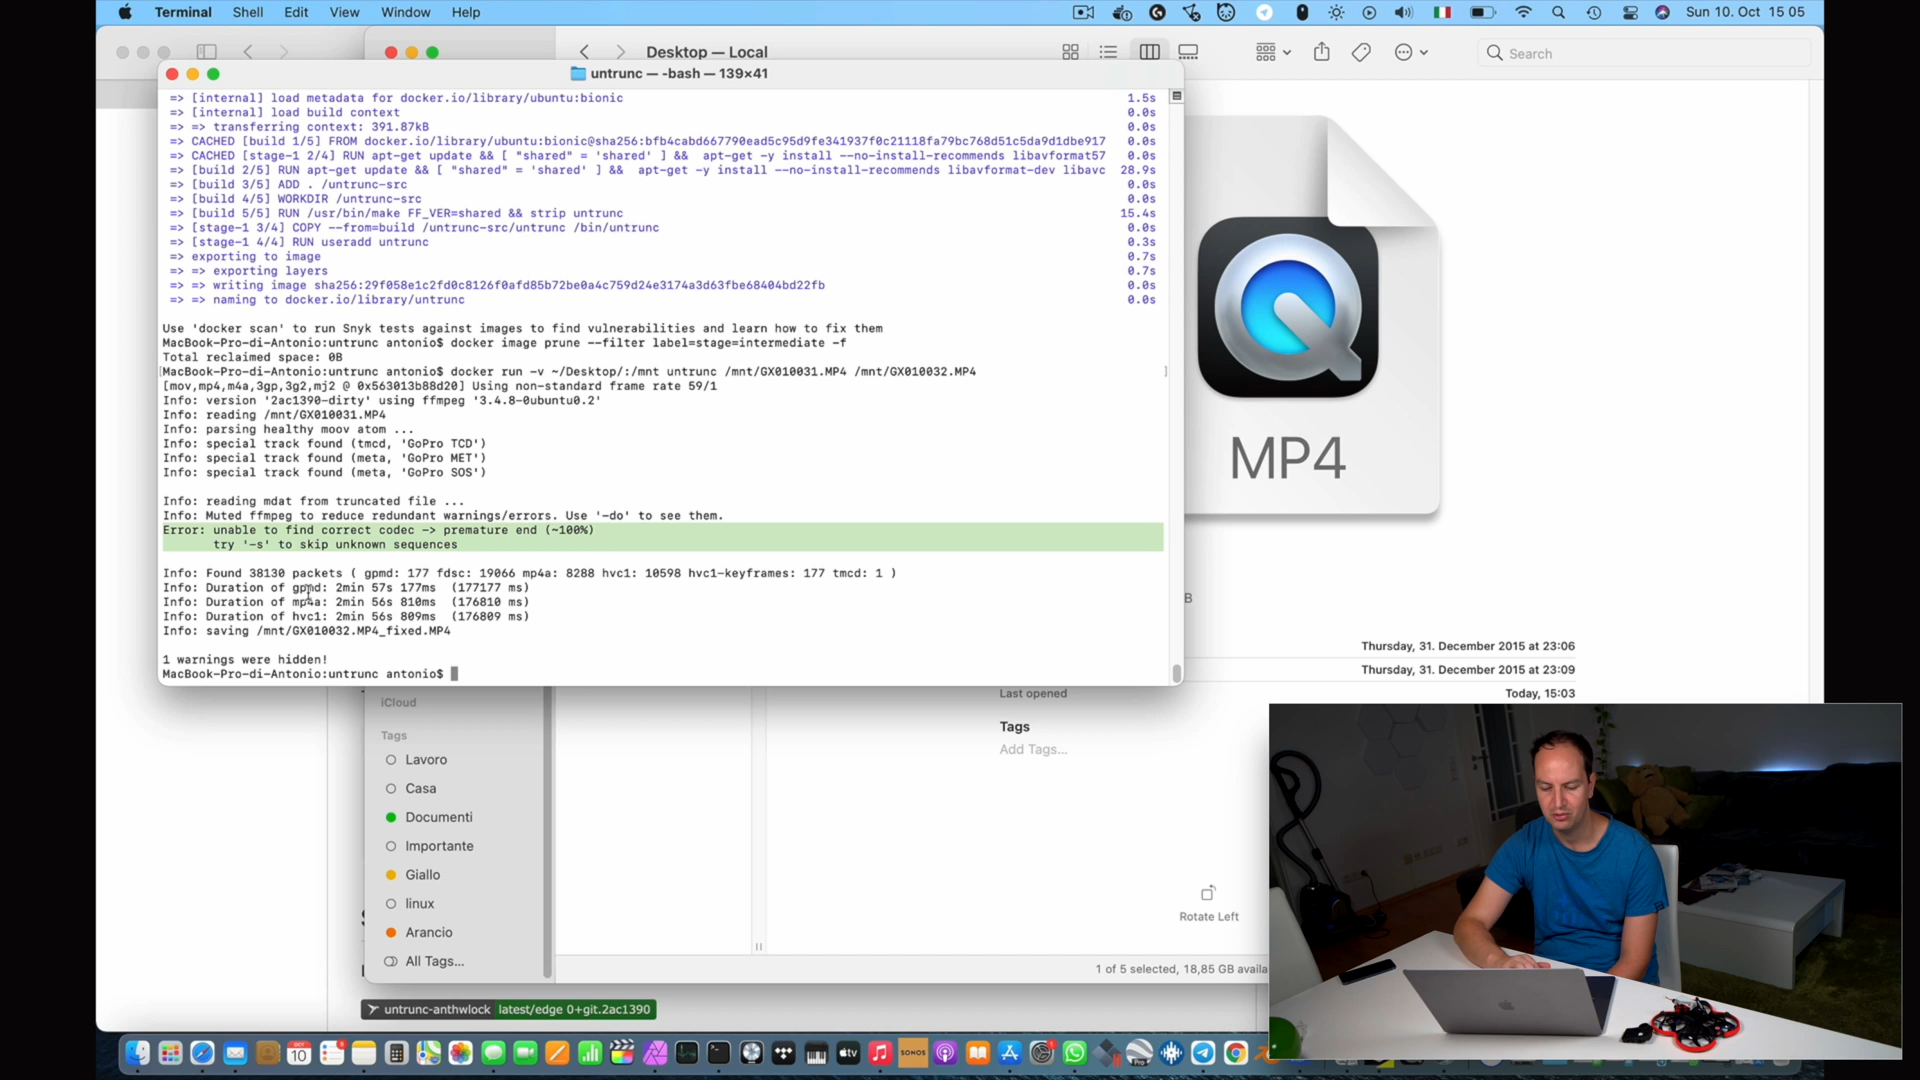 Terminal Shell Edit View Window Help
Sun 10. Oct 15 05
Desktop — Local
Search
untrunc — -bash — 139×41
=> [internal] load metadata for docker.io/library/ubuntu:bionic 1.5s
=> [internal] load build context 0.0s
=> => transferring context: 391.87kB 0.0s
=> CACHED [build 1/5] FROM docker.io/library/ubuntu:bionic@sha256:bfb4cabd667790ead5c95d9fe341937f0c21118fa79bc768d51c5da9d1dbe917 0.0s
=> CACHED [stage-1 2/4] RUN apt-get update && [ "shared" = 'shared' ] && apt-get -y install --no-install-recommends libavformat57 0.0s
=> [build 2/5] RUN apt-get update && [ "shared" = 'shared' ] && apt-get -y install --no-install-recommends libavformat-dev libavc 28.9s
=> [build 3/5] ADD . /untrunc-src 0.0s
=> [build 4/5] WORKDIR /untrunc-src 0.0s
=> [build 5/5] RUN /usr/bin/make FF_VER=shared && strip untrunc 15.4s
=> [stage-1 3/4] COPY --from=build /untrunc-src/untrunc /bin/untrunc 0.0s
=> [stage-1 4/4] RUN useradd untrunc 0.3s
=> exporting to image 0.7s
=> => exporting layers 0.7s
=> => writing image sha256:29f058e1c2fd0c8126f0afd85b72be0a4c759d24e3174a3d63fbe68404bd22fb 0.0s
=> => naming to docker.io/library/untrunc 0.0s
Use 'docker scan' to run Snyk tests against images to find vulnerabilities and learn how to fix them
MacBook-Pro-di-Antonio:untrunc antonio$ docker image prune --filter label=stage=intermediate -f
Total reclaimed space: 0B
[MacBook-Pro-di-Antonio:untrunc antonio$ docker run -v ~/Desktop/:/mnt untrunc /mnt/GX010031.MP4 /mnt/GX010032.MP4 ]
[mov,mp4,m4a,3gp,3g2,mj2 @ 0x563013b88d20] Using non-standard frame rate 59/1
Info: version '2ac1390-dirty' using ffmpeg '3.4.8-0ubuntu0.2'
Info: reading /mnt/GX010031.MP4
Info: parsing healthy moov atom ...
Info: special track found (tmcd, 'GoPro TCD')
Info: special track found (meta, 'GoPro MET')
Info: special track found (meta, 'GoPro SOS')
Info: reading mdat from truncated file ...
Info: Muted ffmpeg to reduce redundant warnings/errors. Use '-do' to see them.
Error: unable to find correct codec -> premature end (~100%)
try '-s' to skip unknown sequences
Info: Found 38130 packets ( gpmd: 177 fdsc: 19066 mp4a: 8288 hvc1: 10598 hvc1-keyframes: 177 tmcd: 1 )
Info: Duration of gpmd: 2min 57s 177ms (177177 ms)
Info: Duration of mp4a: 2min 56s 810ms (176810 ms)
Info: Duration of hvc1: 2min 56s 809ms (176809 ms)
Info: saving /mnt/GX010032.MP4_fixed.MP4
1 warnings were hidden!
MacBook-Pro-di-Antonio:untrunc antonio$
MP4
B
Thursday, 31. December 2015 at 23:06
Thursday, 31. December 2015 at 23:09
Last opened Today, 15:03
Tags
Add Tags...
iCloud
Tags
Lavoro
Casa
Documenti
Importante
Giallo
linux
Arancio
All Tags...
Rotate Left
1 of 5 selected, 18,85 GB availa
untrunc-anthwlock latest/edge 0+git.2ac1390
OCT
10
tv
SONOS